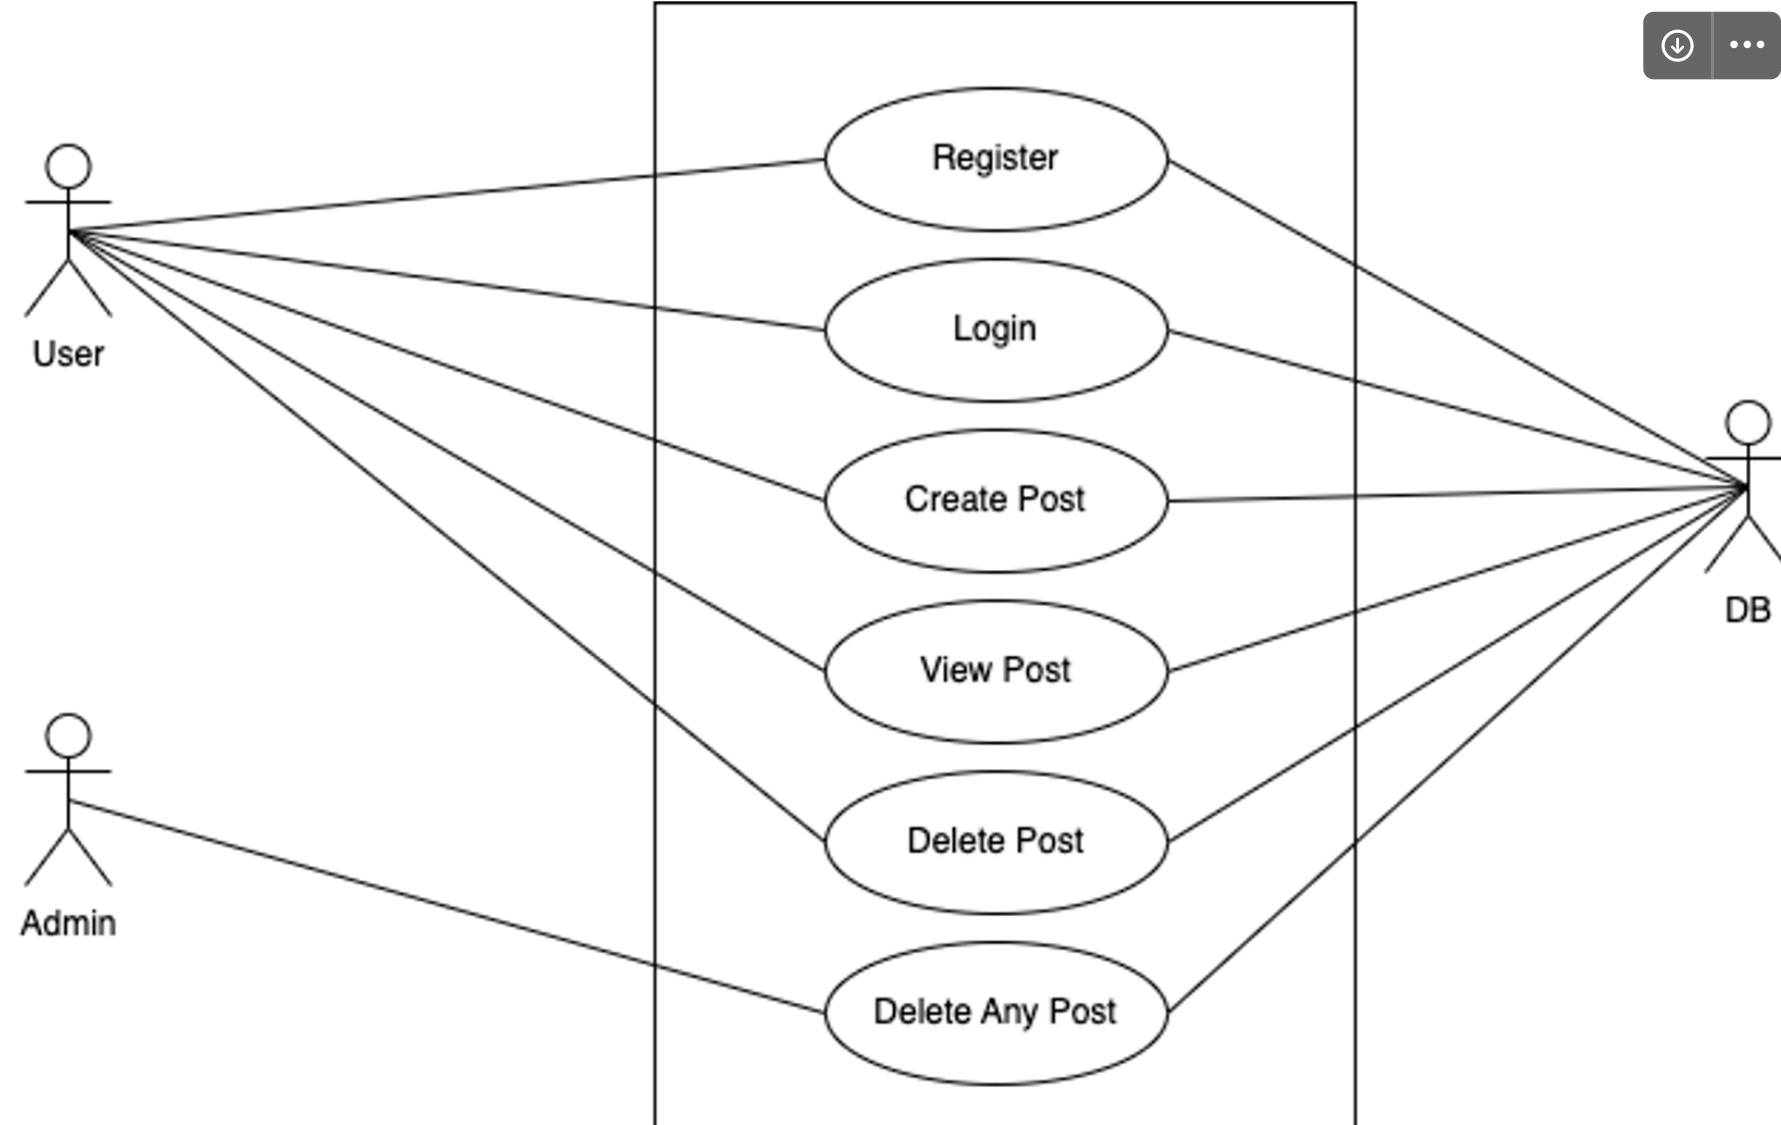 Register
User
Login
Create Post
DB
View Post
Delete Post
Admin
Delete Any Post